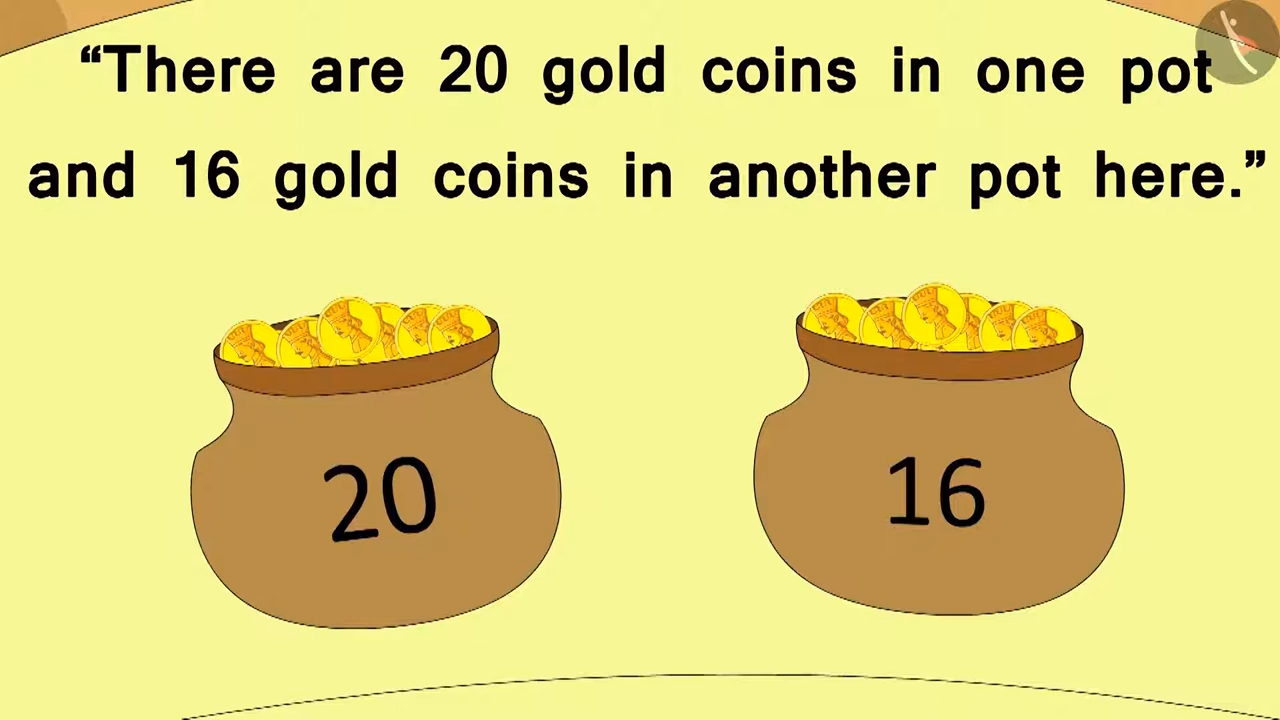 “There are 20 gold coins in one pot
and 16 gold coins in another pot here.”
20
16